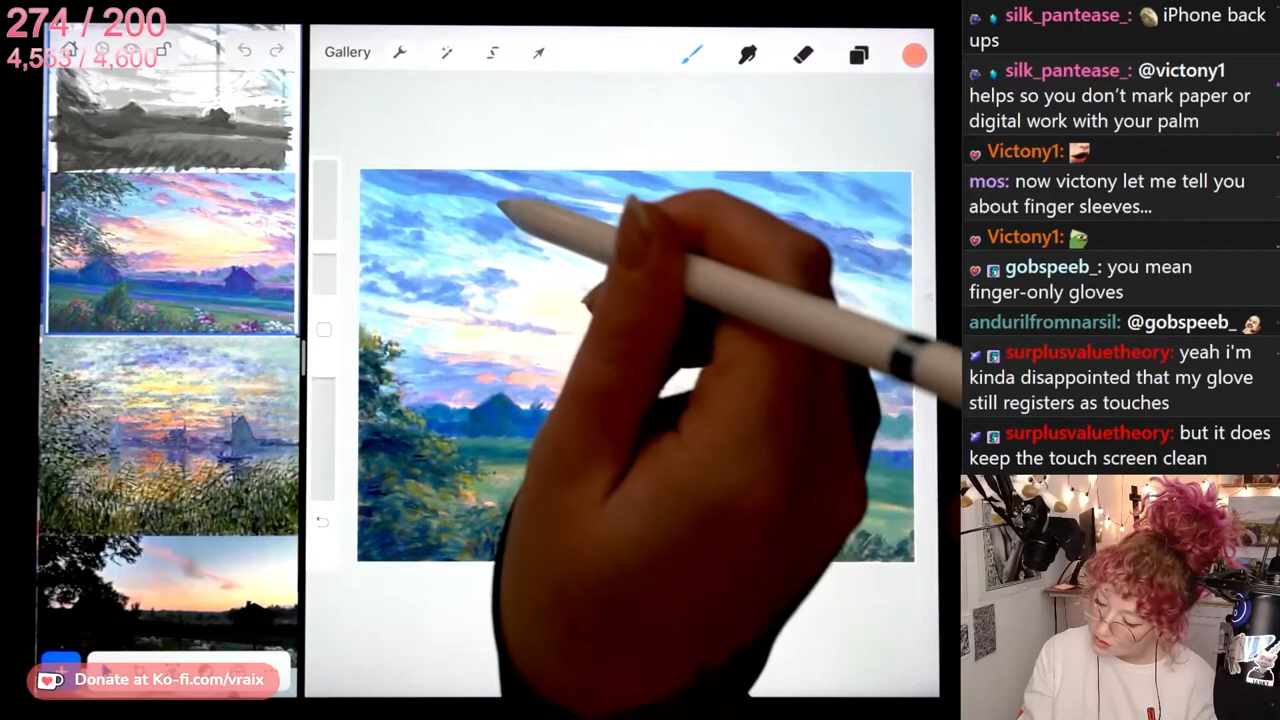 274 / 200
4,553 / 4,600
Gallery
Donate at Ko-fi.com/vraix
silk_pantease_: iPhone back
ups
silk_pantease_: @victony1
helps so you don't mark paper or
digital work with your palm
Victony1:
mos: now victony let me tell you
about finger sleeves...
Victony1:
gobspeeb_: you mean
finger-only gloves
andurilfromnarsil: @gobspeeb_
surplusvaluetheory: yeah i'm
kinda disappointed that my glove
still registers as touches
surplusvaluetheory: but it does
keep the touch screen clean